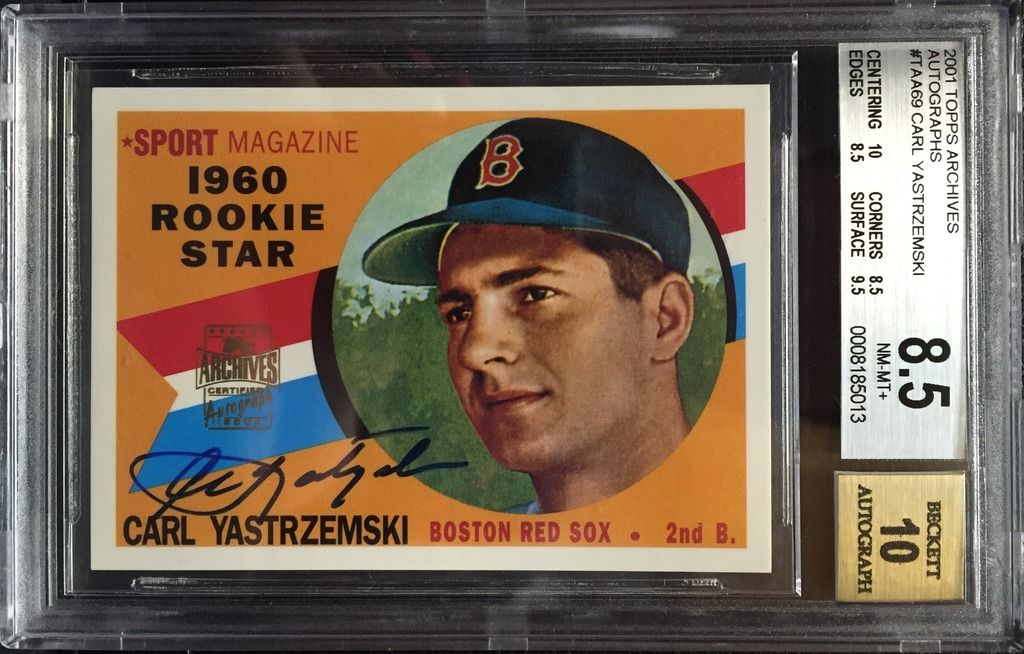 ★SPORT MAGAZINE
1960
ROOKIE
STAR
B
Topps
ARCHIVES
CERTIFIED
Autograph
ISSUE
CARL YASTRZEMSKI BOSTON RED SOX • 2nd B.
2001 TOPPS ARCHIVES
AUTOGRAPHS
#TAA69 CARL YASTRZEMSKI
CENTERING 10 CORNERS 8.5
EDGES 8.5 SURFACE 9.5
8.5
NM-MT+
0008185013
BECKETT
10
AUTOGRAPH